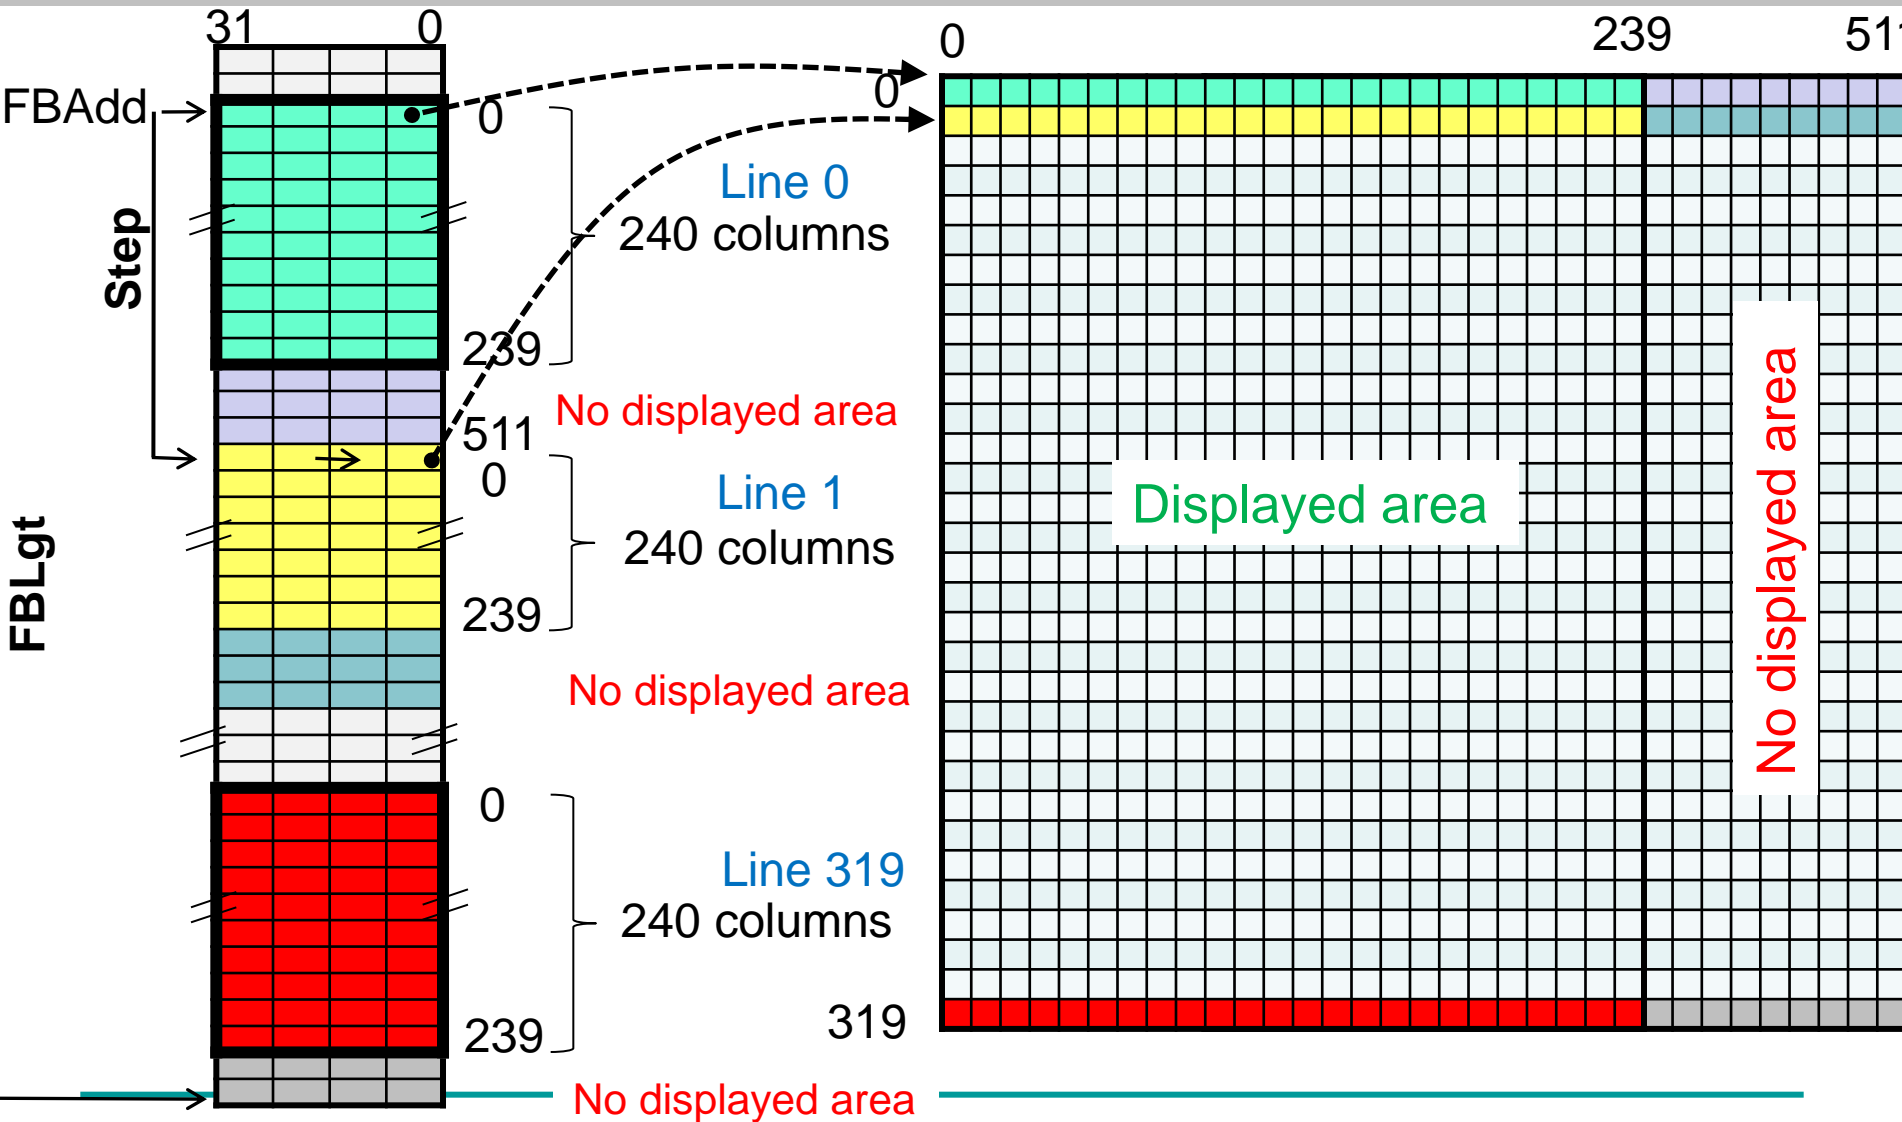 31 0
0 239
FBAdd
0
0
Line 0
240 columns
Step
239
No displayed area
511
0
Line 1
240 columns
FBLgt
239
No displayed area
0
Line 319
240 columns
239
No displayed area
Displayed area
No displayed area
319